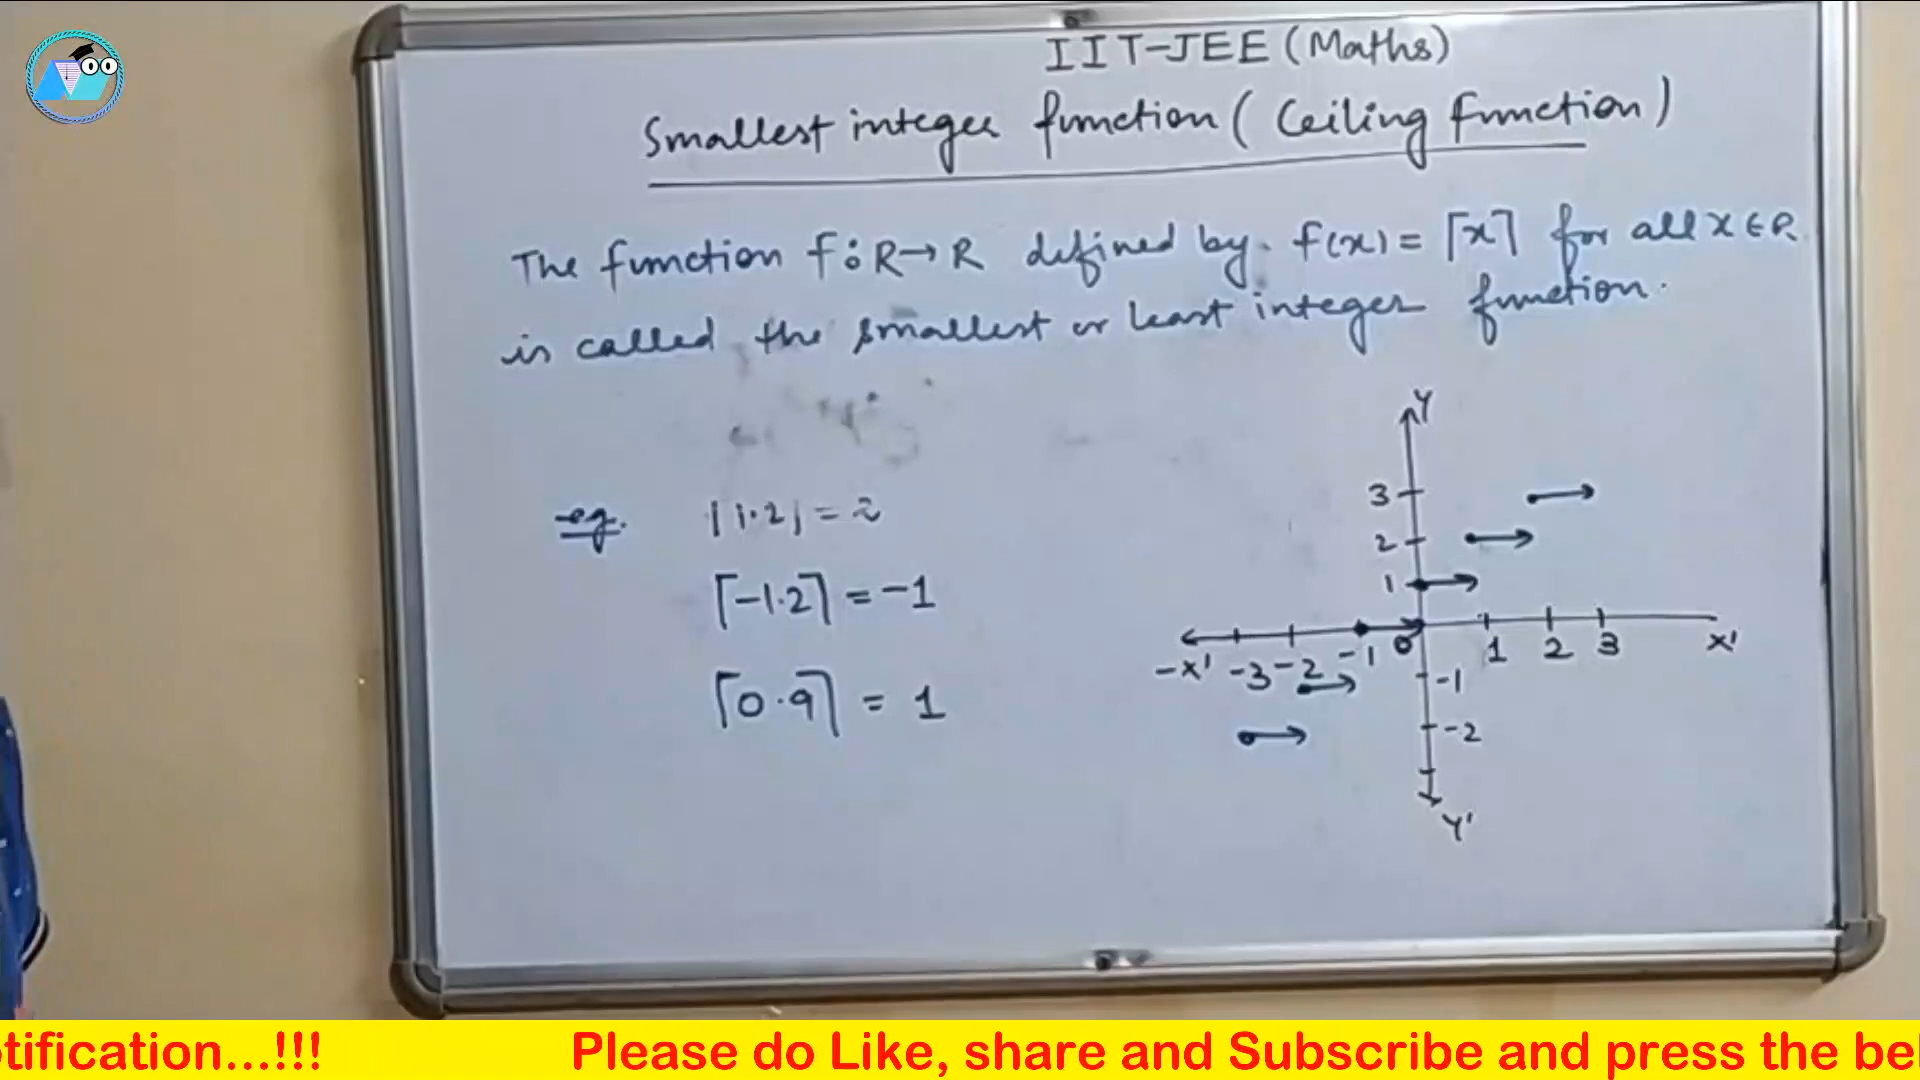 IIT-JEE (Maths)
Smallest integer function ( Ceiling function )
The function f: R→R defined by. f(x) = ⌈x⌉ for all x ∈ R.
is called the smallest or least integer function.
eg. ⌈1.2⌉ = 2
⌈-1.2⌉ = -1
⌈0.9⌉ = 1
Y
3
2
1
-X' -3 -2 -1 0 1 2 3 X'
-1
-2
Y'
otification...!!! Please do Like, share and Subscribe and press the be